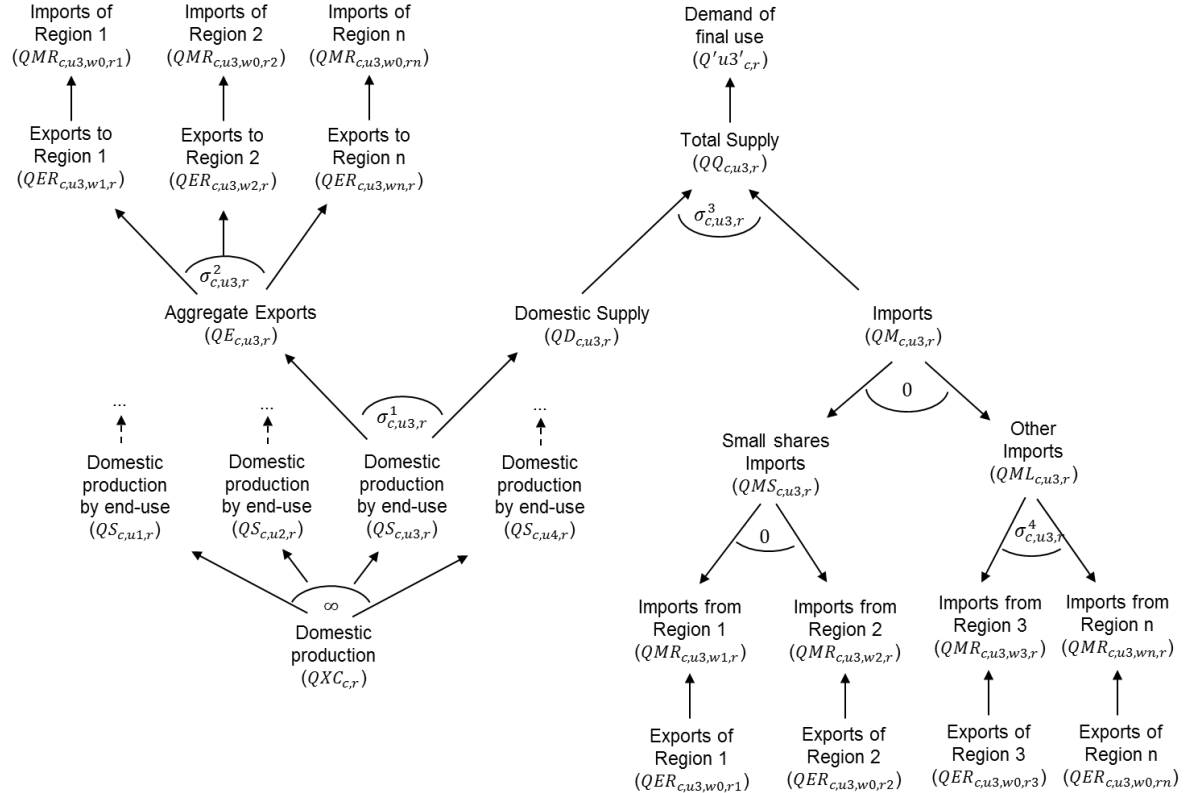 Imports of
Region 1
(QMR_{c,u3,w0,r1})
Imports of
Region 2
(QMR_{c,u3,w0,r2})
Imports of
Region n
(QMR_{c,u3,w0,rn})
Demand of
final use
(Q'u3'_{c,r})
Exports to
Region 1
(QER_{c,u3,w1,r})
Exports to
Region 2
(QER_{c,u3,w2,r})
Exports to
Region n
(QER_{c,u3,wn,r})
Total Supply
(QQ_{c,u3,r})
σ^3_{c,u3,r}
σ^2_{c,u3,r}
Aggregate Exports
(QE_{c,u3,r})
Domestic Supply
(QD_{c,u3,r})
Imports
(QM_{c,u3,r})
0
...
...
σ^1_{c,u3,r}
...
Domestic
production
by end-use
(QS_{c,u1,r})
Domestic
production
by end-use
(QS_{c,u2,r})
Domestic
production
by end-use
(QS_{c,u3,r})
Domestic
production
by end-use
(QS_{c,u4,r})
Small shares
Imports
(QMS_{c,u3,r})
Other
Imports
(QML_{c,u3,r})
0
σ^4_{c,u3,r}
∞
Domestic
production
(QXC_{c,r})
Imports from
Region 1
(QMR_{c,u3,w1,r})
Imports from
Region 2
(QMR_{c,u3,w2,r})
Imports from
Region 3
(QMR_{c,u3,w3,r})
Imports from
Region n
(QMR_{c,u3,wn,r})
Exports of
Region 1
(QER_{c,u3,w0,r1})
Exports of
Region 2
(QER_{c,u3,w0,r2})
Exports of
Region 3
(QER_{c,u3,w0,r3})
Exports of
Region n
(QER_{c,u3,w0,rn})